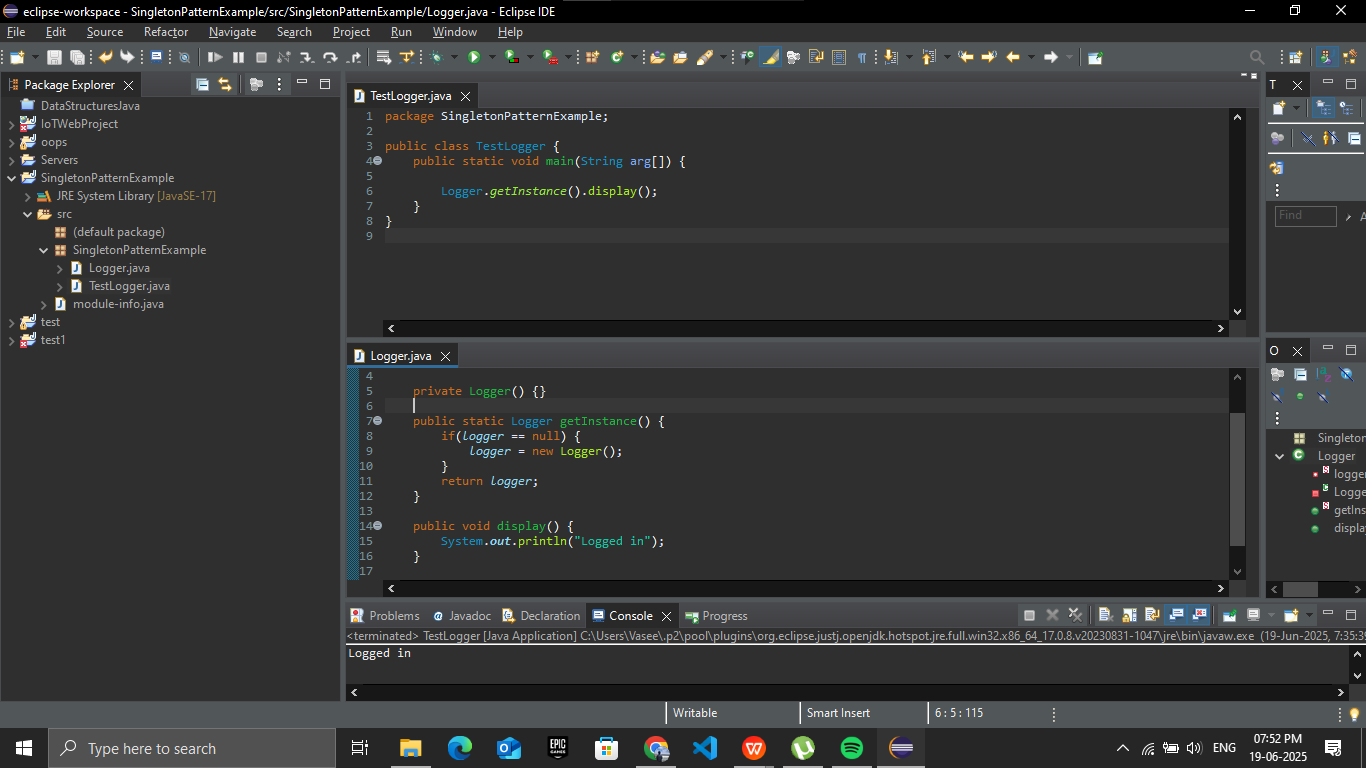 eclipse-workspace - SingletonPatternExample/src/SingletonPatternExample/Logger.java - Eclipse IDE
File Edit Source Refactor Navigate Search Project Run Window Help
Package Explorer
DataStructuresJava
IoTWebProject
oops
Servers
SingletonPatternExample
JRE System Library [JavaSE-17]
src
(default package)
SingletonPatternExample
Logger.java
TestLogger.java
module-info.java
test
test1
TestLogger.java
1 package SingletonPatternExample;
2
3 public class TestLogger {
4     public static void main(String arg[]) {
5
6         Logger.getInstance().display();
7     }
8 }
9
Logger.java
4
5     private Logger() {}
6
7     public static Logger getInstance() {
8         if(logger == null) {
9             logger = new Logger();
10         }
11         return logger;
12     }
13
14     public void display() {
15         System.out.println("Logged in");
16     }
17
T
Find
A
O
Singleton
Logger
logger
Logge
getIns
displa
Problems Javadoc Declaration Console Progress
<terminated> TestLogger [Java Application] C:\Users\Vasee\.p2\pool\plugins\org.eclipse.justj.openjdk.hotspot.jre.full.win32.x86_64_17.0.8.v20230831-1047\jre\bin\javaw.exe (19-Jun-2025, 7:35:39
Logged in
Writable Smart Insert 6 : 5 : 115
Type here to search
EPIC GAMES
ENG
07:52 PM
19-06-2025